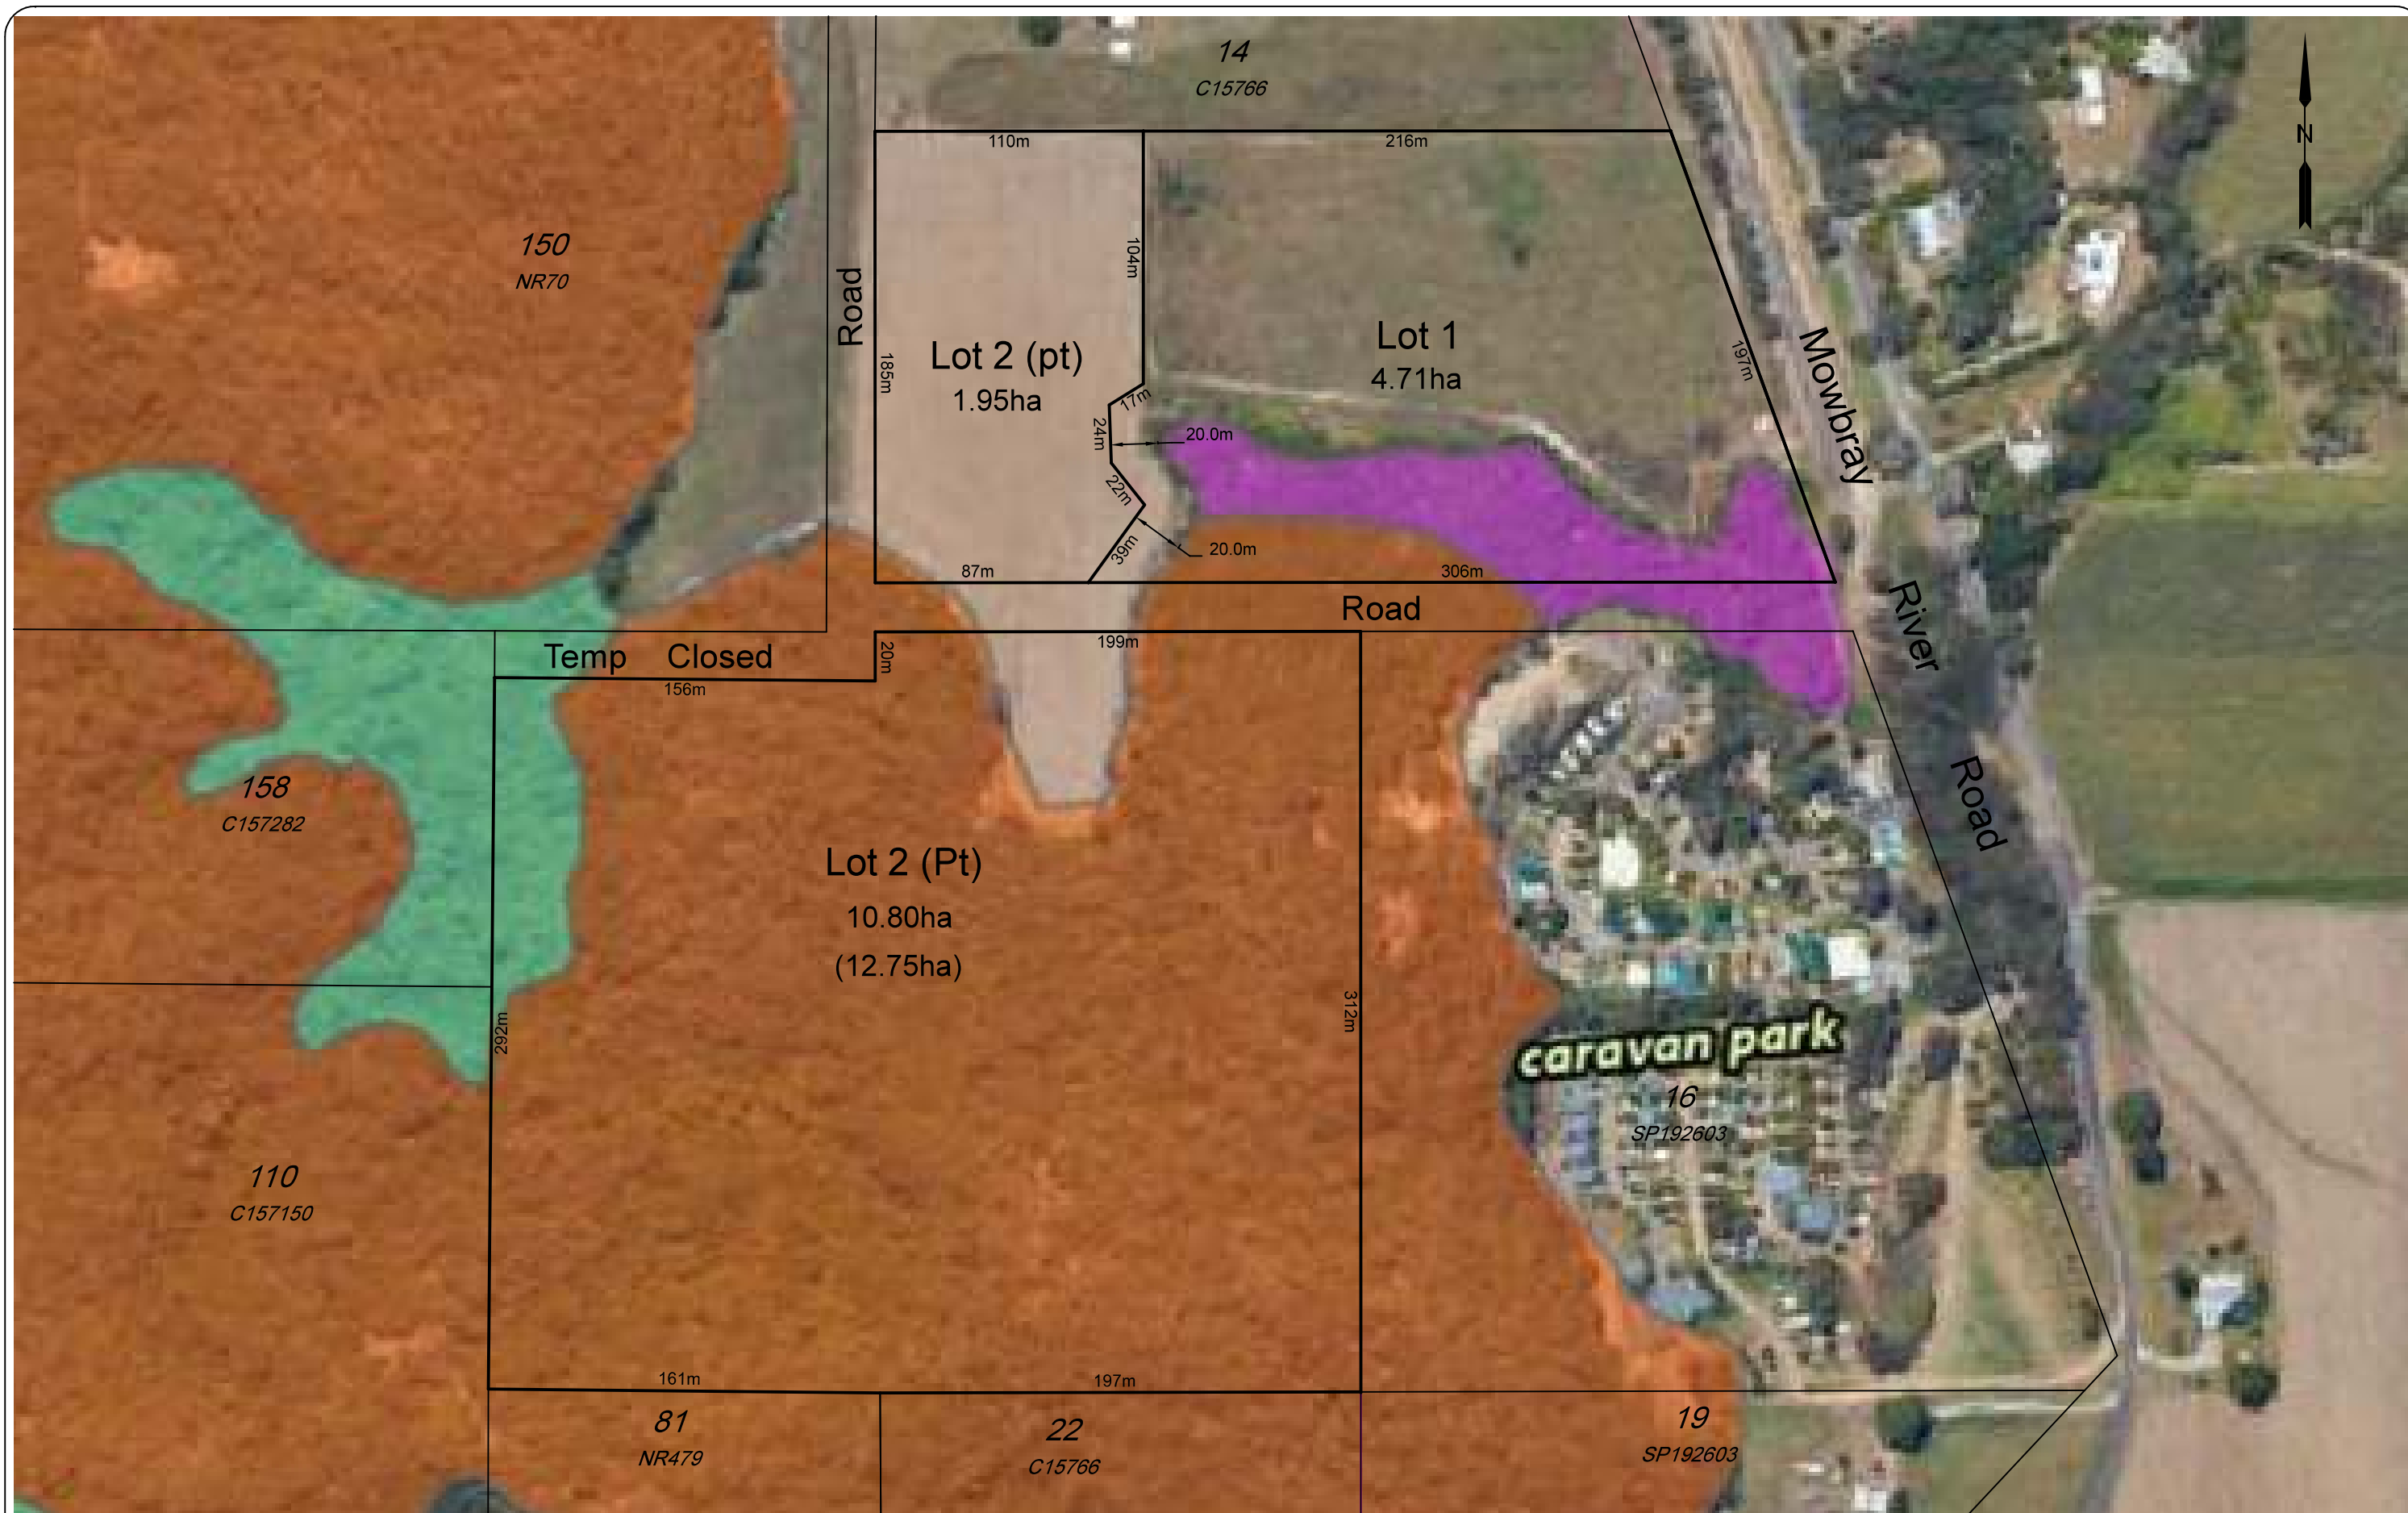 14
C15766
N
110m
216m
150
NR70
104m
Road
Lot 1
4.71ha
Lot 2 (pt)
1.95ha
185m
197m
Mowbray
17m
24m
20.0m
22m
39m
20.0m
87m
306m
Road
River
Temp Closed
20m
199m
156m
158
C157282
Road
Lot 2 (Pt)
10.80ha
(12.75ha)
292m
312m
caravan park
16
SP192603
110
C157150
161m
197m
81
NR479
22
C15766
19
SP192603